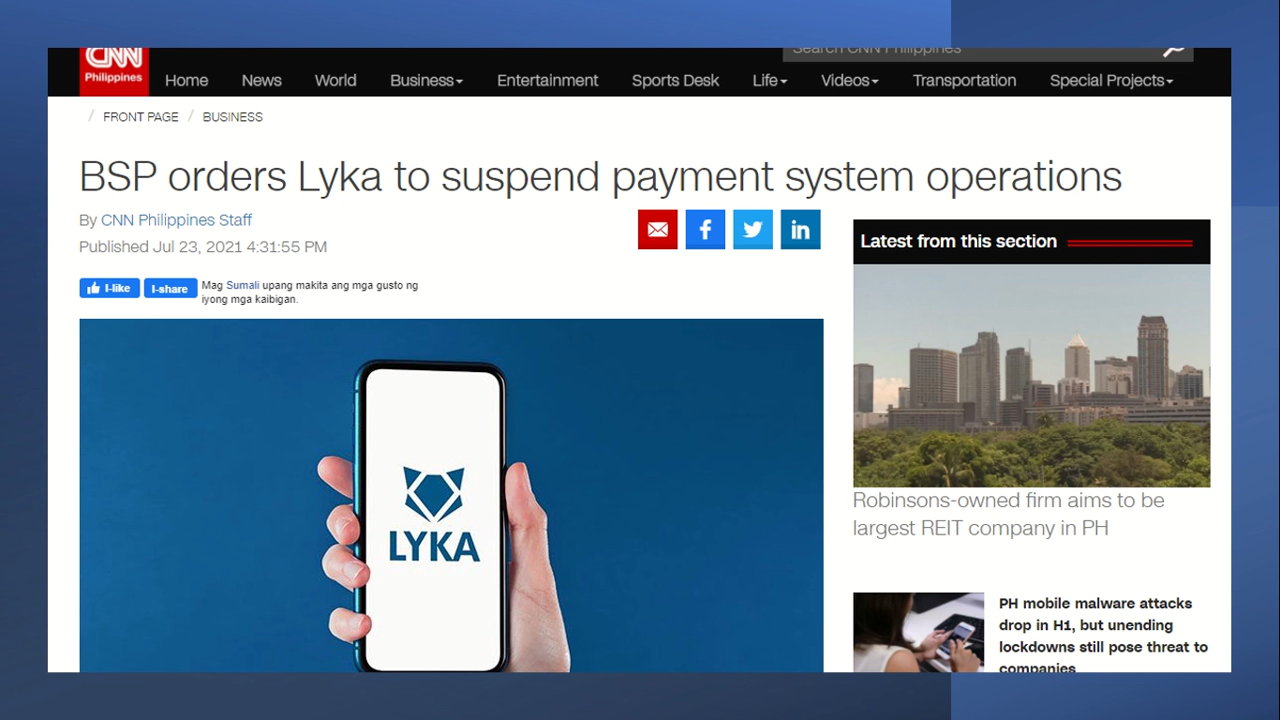 Search CNN Philippines
CNN
Philippines
Home News World Business Entertainment Sports Desk Life Videos Transportation Special Projects
/ FRONT PAGE / BUSINESS
BSP orders Lyka to suspend payment system operations
By CNN Philippines Staff
Published Jul 23, 2021 4:31:55 PM
I-like I-share Mag Sumali upang makita ang mga gusto ng
iyong mga kaibigan.
LYKA
Latest from this section
Robinsons-owned firm aims to be
largest REIT company in PH
PH mobile malware attacks
drop in H1, but unending
lockdowns still pose threat to
companies